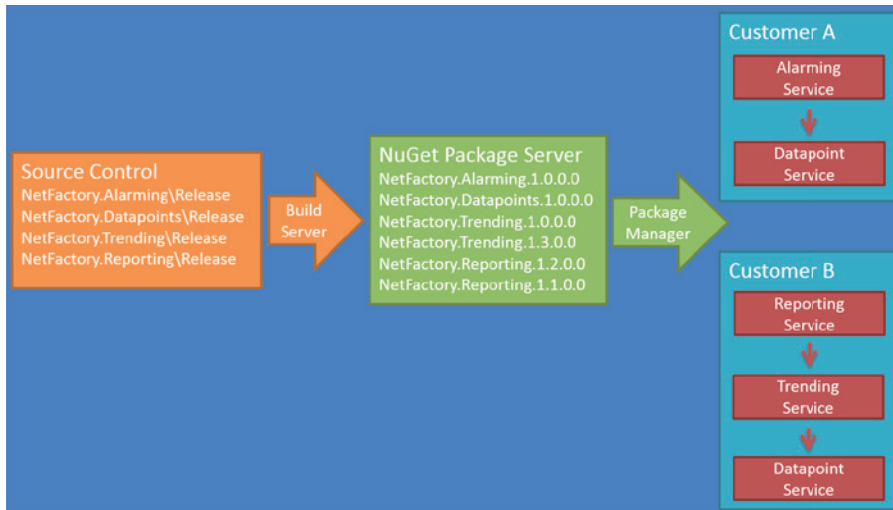 Source Control
NetFactory.Alarming\Release
NetFactory.Datapoints\Release
NetFactory.Trending\Release
NetFactory.Reporting\Release
Build
Server
NuGet Package Server
NetFactory.Alarming.1.0.0.0
NetFactory.Datapoints.1.0.0.0
NetFactory.Trending.1.0.0.0
NetFactory.Trending.1.3.0.0
NetFactory.Reporting.1.2.0.0
NetFactory.Reporting.1.1.0.0
Package
Manager
Customer A
Alarming
Service
Datapoint
Service
Customer B
Reporting
Service
Trending
Service
Datapoint
Service